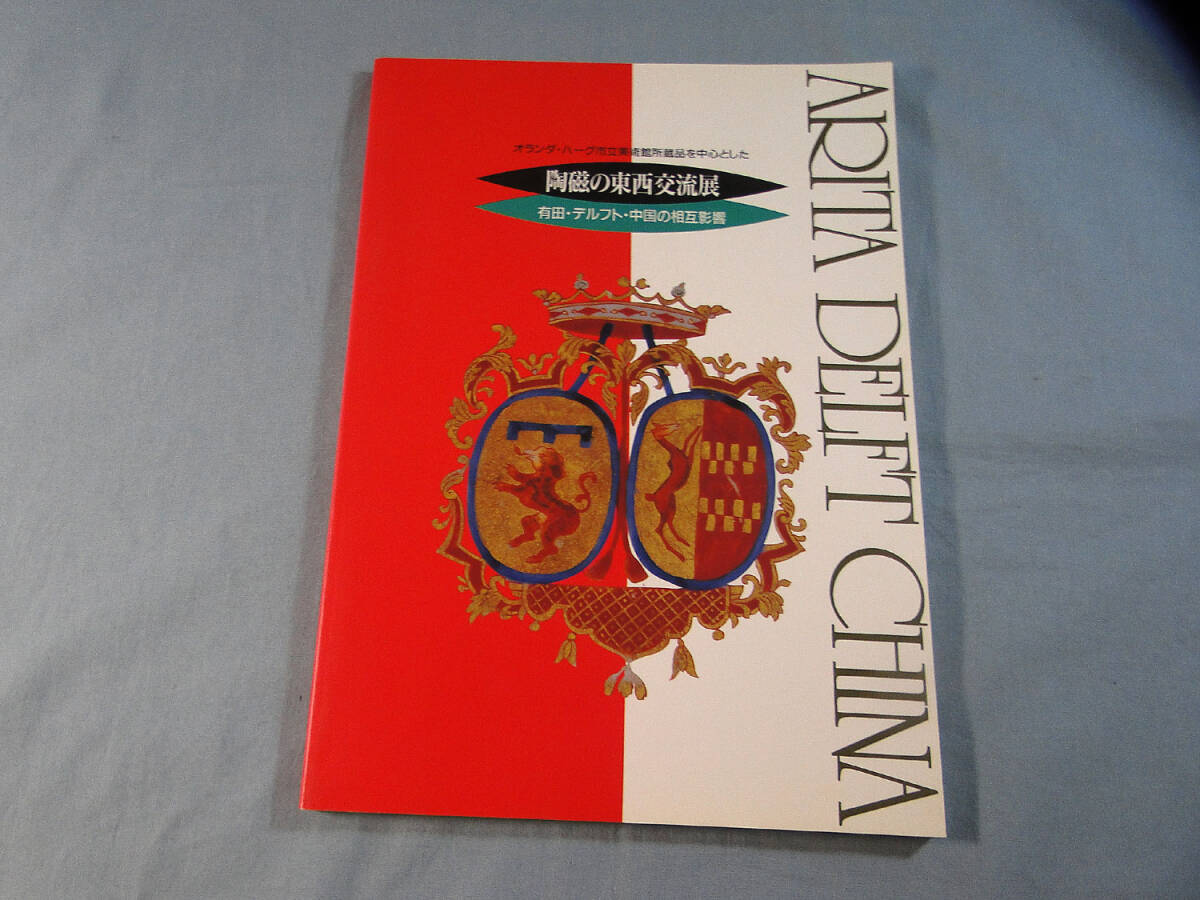 オランダ・ハーグ市立美術館所蔵品を中心とした
陶磁の東西交流展
有田・デルフト・中国の相互影響
ARITA DELFT CHINA